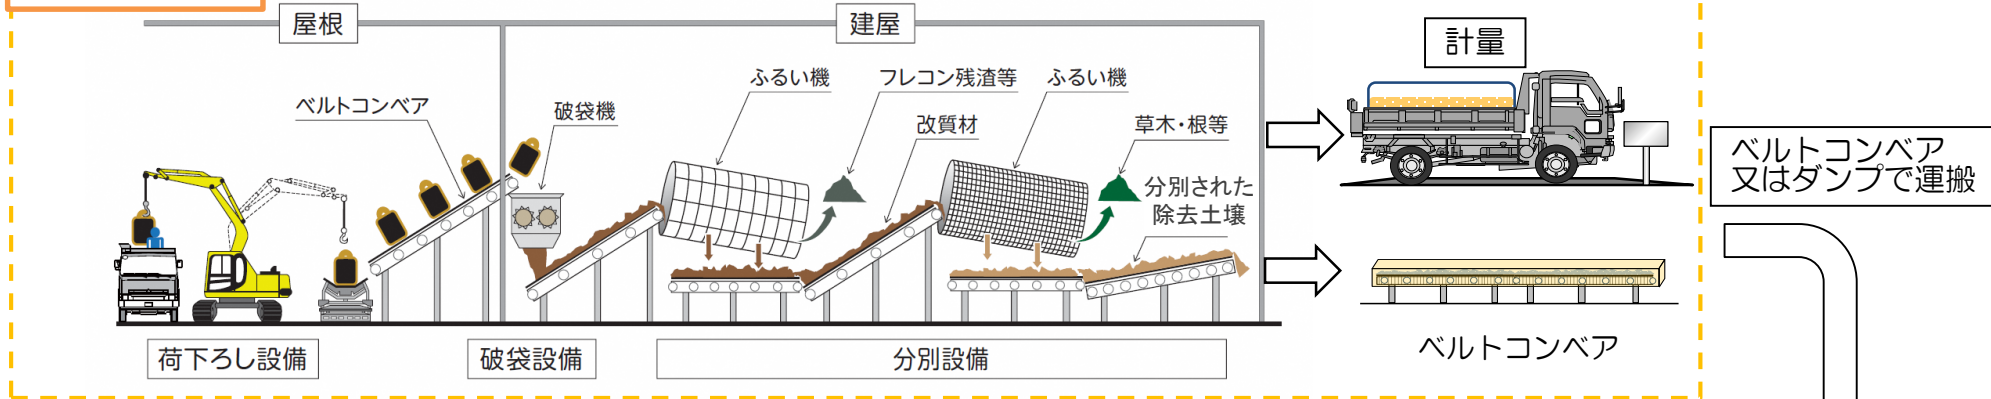 屋根
建屋
計量
ふるい機
フレコン残渣等
ふるい機
ベルトコンベア
破袋機
改質材
草木・根等
分別された
除去土壌
ベルトコンベア
又はダンプで運搬
ベルトコンベア
荷下ろし設備
破袋設備
分別設備